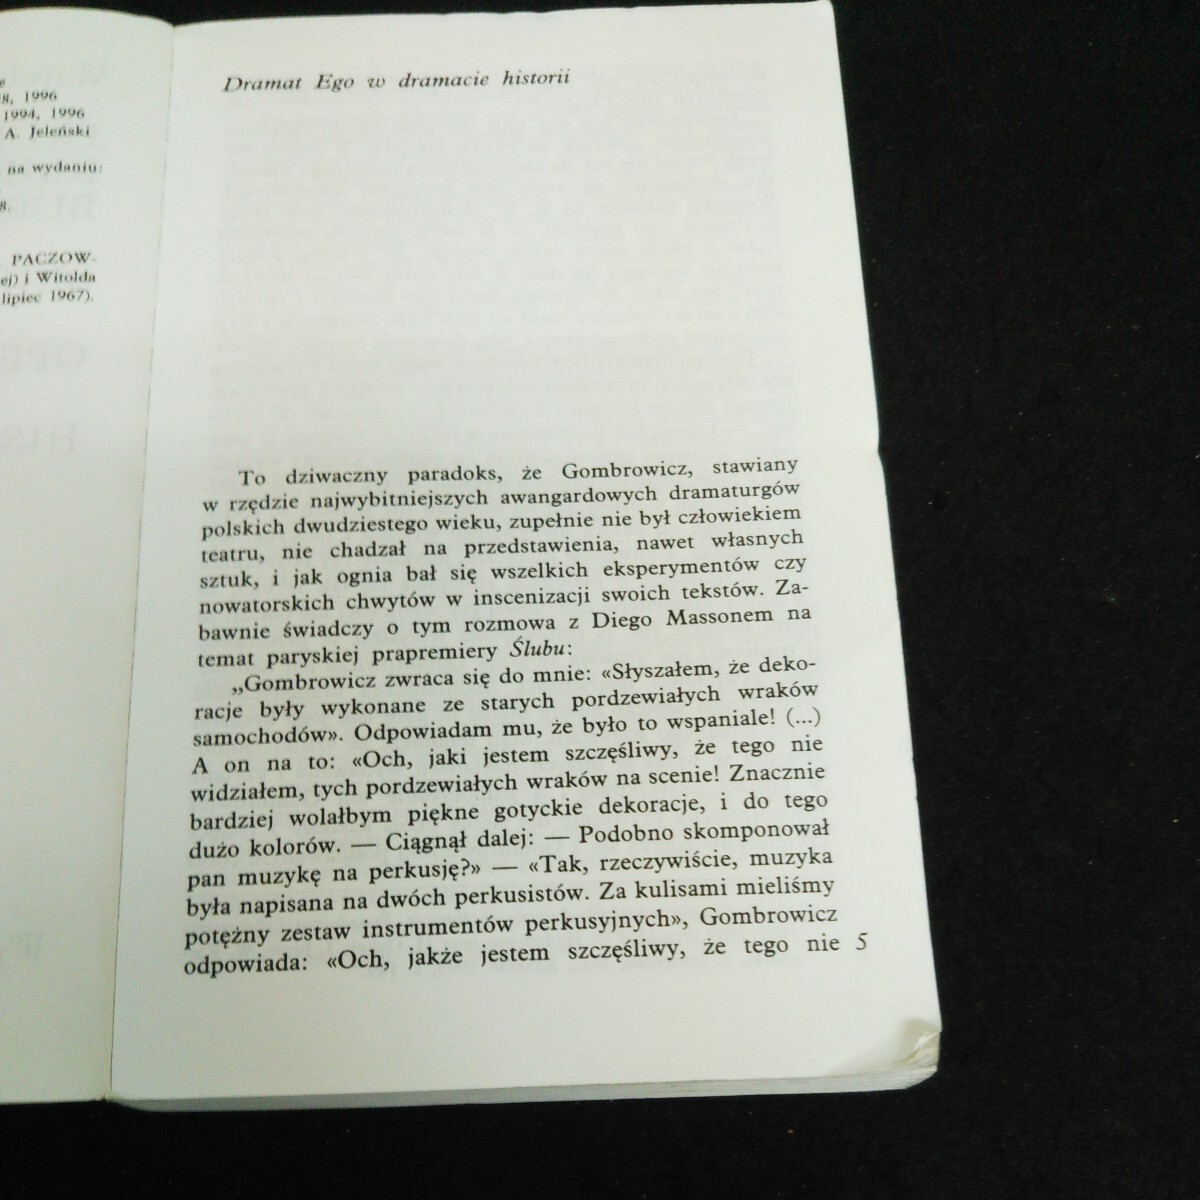 g, 1996
1994, 1996
A. Jeleński
na wydaniu:
g.
PACZOW-
ej) i Witolda
lipiec 1967).
Dramat Ego w dramacie historii
To dziwaczny paradoks, że Gombrowicz, stawiany
w rzędzie najwybitniejszych awangardowych dramaturgów
polskich dwudziestego wieku, zupełnie nie był człowiekiem
teatru, nie chadzał na przedstawienia, nawet własnych
sztuk, i jak ognia bał się wszelkich eksperymentów czy
nowatorskich chwytów w inscenizacji swoich tekstów. Za-
bawnie świadczy o tym rozmowa z Diego Massonem na
temat paryskiej prapremiery Ślubu:
„Gombrowicz zwraca się do mnie: «Słyszałem, że deko-
racje były wykonane ze starych pordzewiałych wraków
samochodów». Odpowiadam mu, że było to wspaniale! (...)
A on na to: «Och, jaki jestem szczęśliwy, że tego nie
widziałem, tych pordzewiałych wraków na scenie! Znacznie
bardziej wolałbym piękne gotyckie dekoracje, i do tego
dużo kolorów. — Ciągnął dalej: — Podobno skomponował
pan muzykę na perkusję?» — «Tak, rzeczywiście, muzyka
była napisana na dwóch perkusistów. Za kulisami mieliśmy
potężny zestaw instrumentów perkusyjnych», Gombrowicz
odpowiada: «Och, jakże jestem szczęśliwy, że tego nie 5